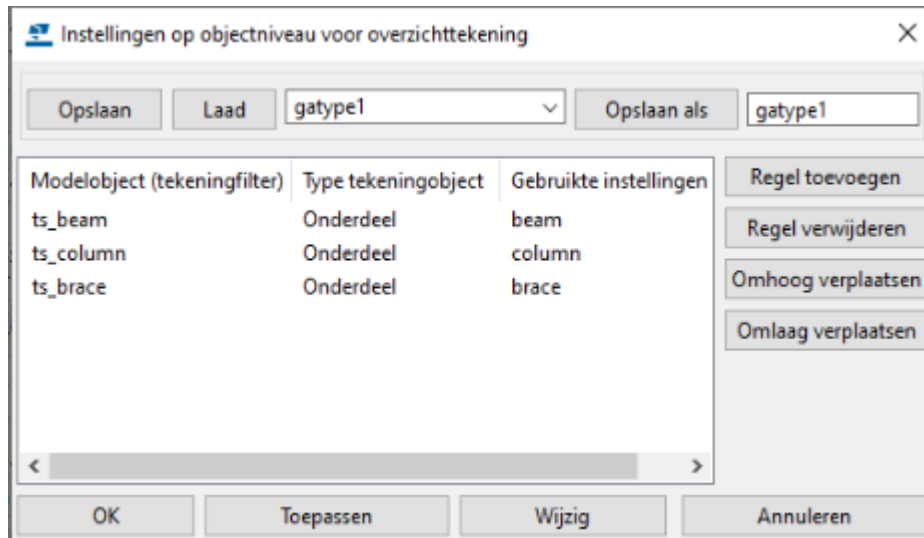 Instellingen op objectniveau voor overzichttekening
Opslaan Laad gatype1 Opslaan als gatype1
Modelobject (tekeningfilter) Type tekeningobject Gebruikte instellingen Regel toevoegen
ts_beam Onderdeel beam Regel verwijderen
ts_column Onderdeel column
ts_brace Onderdeel brace Omhoog verplaatsen
Omlaag verplaatsen
OK Toepassen Wijzig Annuleren